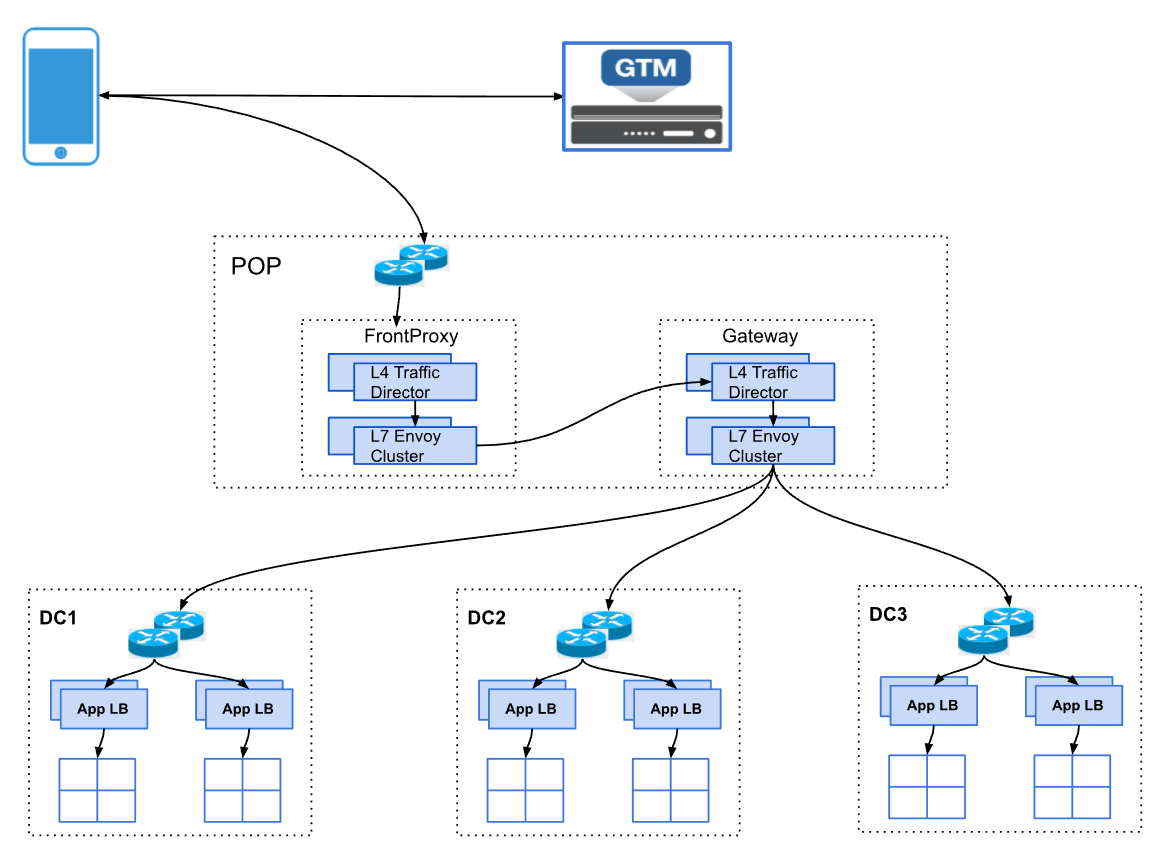 GTM
POP
FrontProxy
L4 Traffic
Director
L7 Envoy
Cluster
Gateway
L4 Traffic
Director
L7 Envoy
Cluster
DC1
App LB
App LB
DC2
App LB
App LB
DC3
App LB
App LB